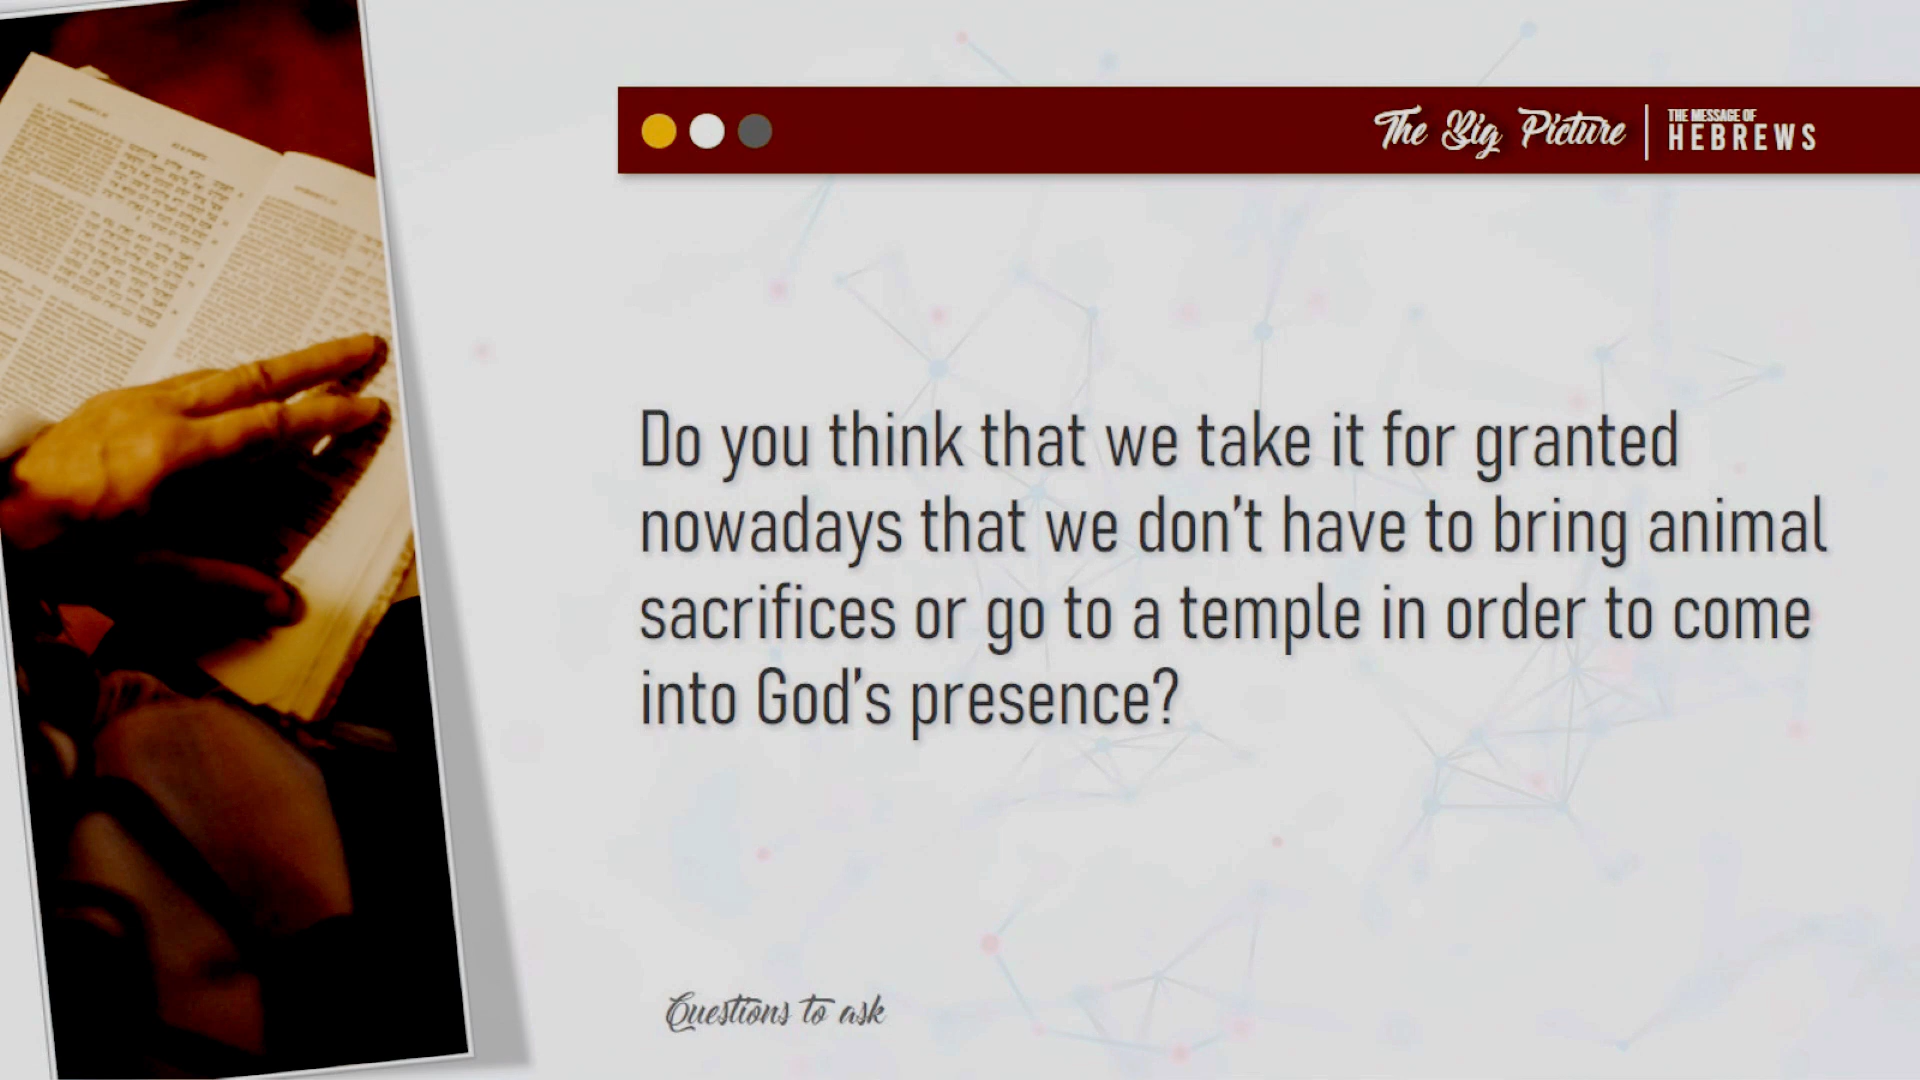 The Big Picture
THE MESSAGE OF
HEBREWS
Do you think that we take it for granted
nowadays that we don't have to bring animal
sacrifices or go to a temple in order to come
into God's presence?
Questions to ask